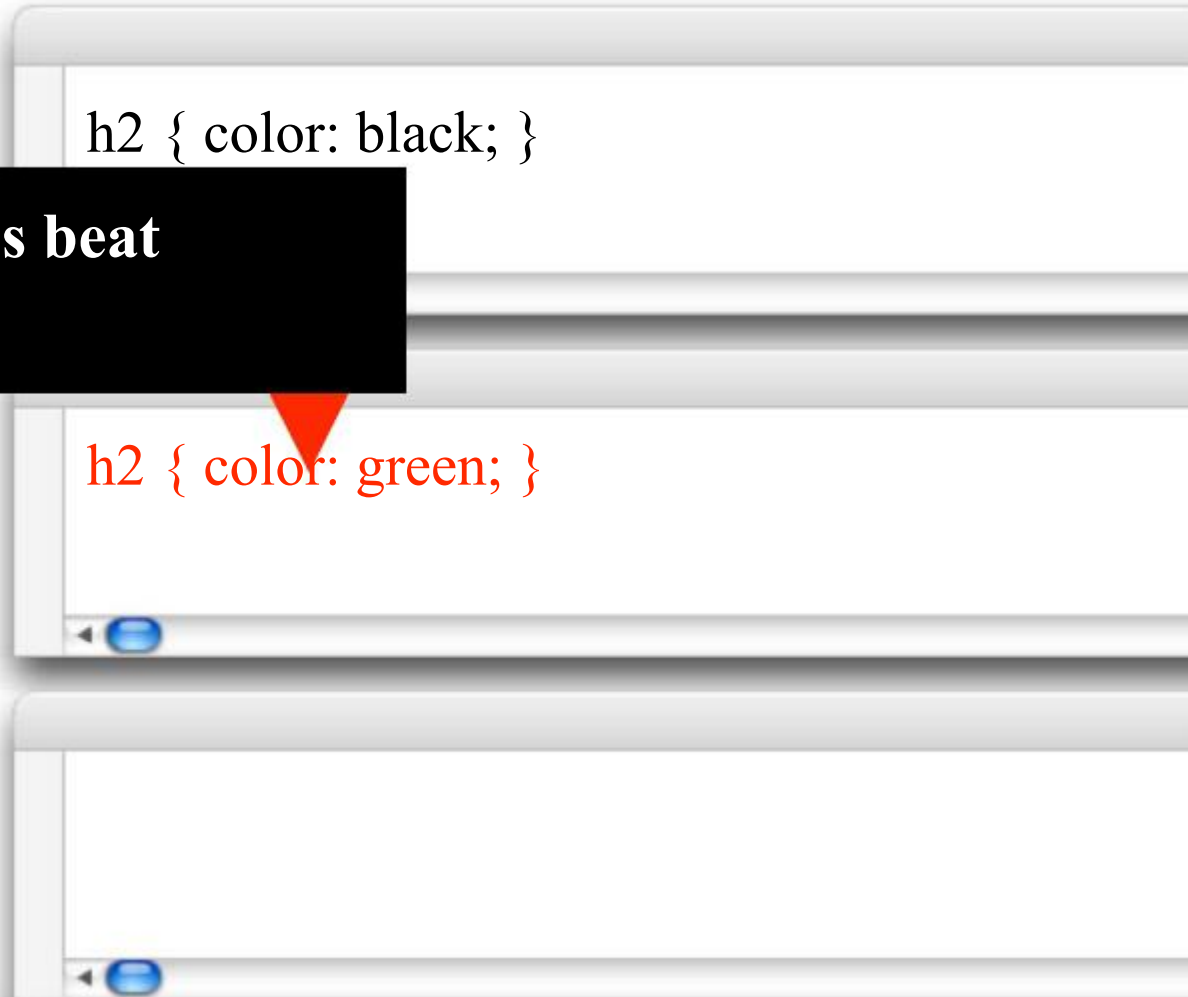 h2 { color: black; }
s beat
h2 { color: green; }